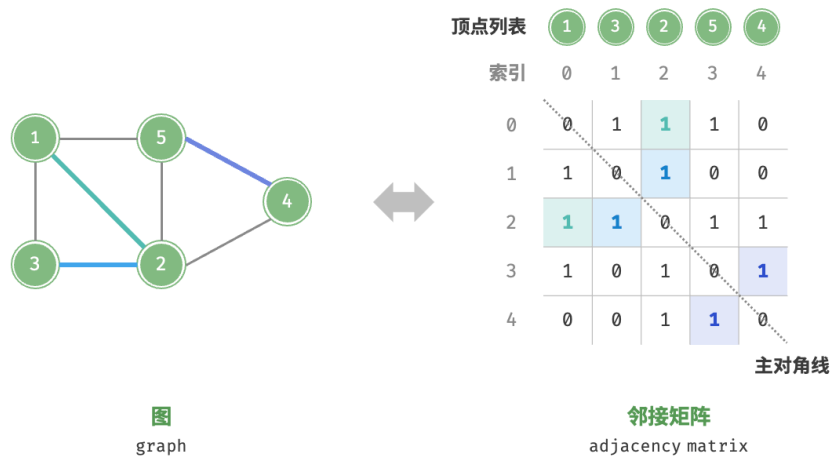 顶点列表 1 3 2 5 4
索引 0 1 2 3 4
0 0 1 1 1 0
1 1 0 1 0 0
2 1 1 0 1 1
3 1 0 1 0 1
4 0 0 1 1 0
主对角线
1 5
4
3 2
图
graph
邻接矩阵
adjacency matrix